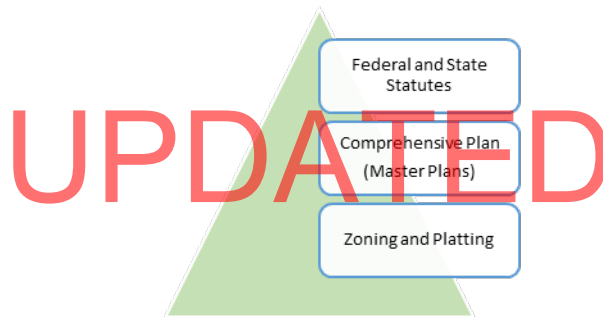 Federal and State
Statutes
UPDATED
Comprehensive Plan
(Master Plans)
Zoning and Platting